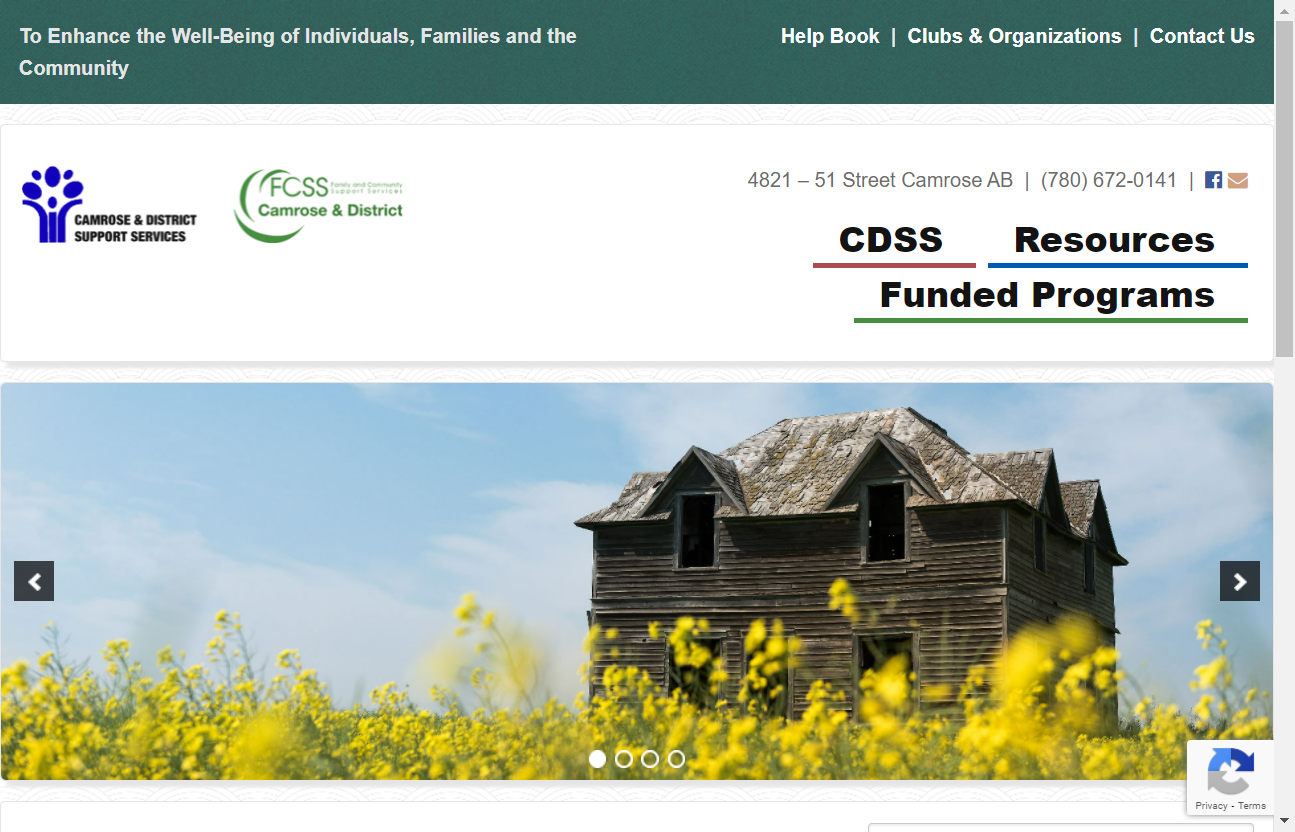 To Enhance the Well-Being of Individuals, Families and the
Community
Help Book | Clubs & Organizations | Contact Us
CAMROSE & DISTRICT
SUPPORT SERVICES
FCSS Family and Community
Support Services
Camrose & District
4821 – 51 Street Camrose AB | (780) 672-0141 |
CDSS Resources
Funded Programs
Privacy - Terms